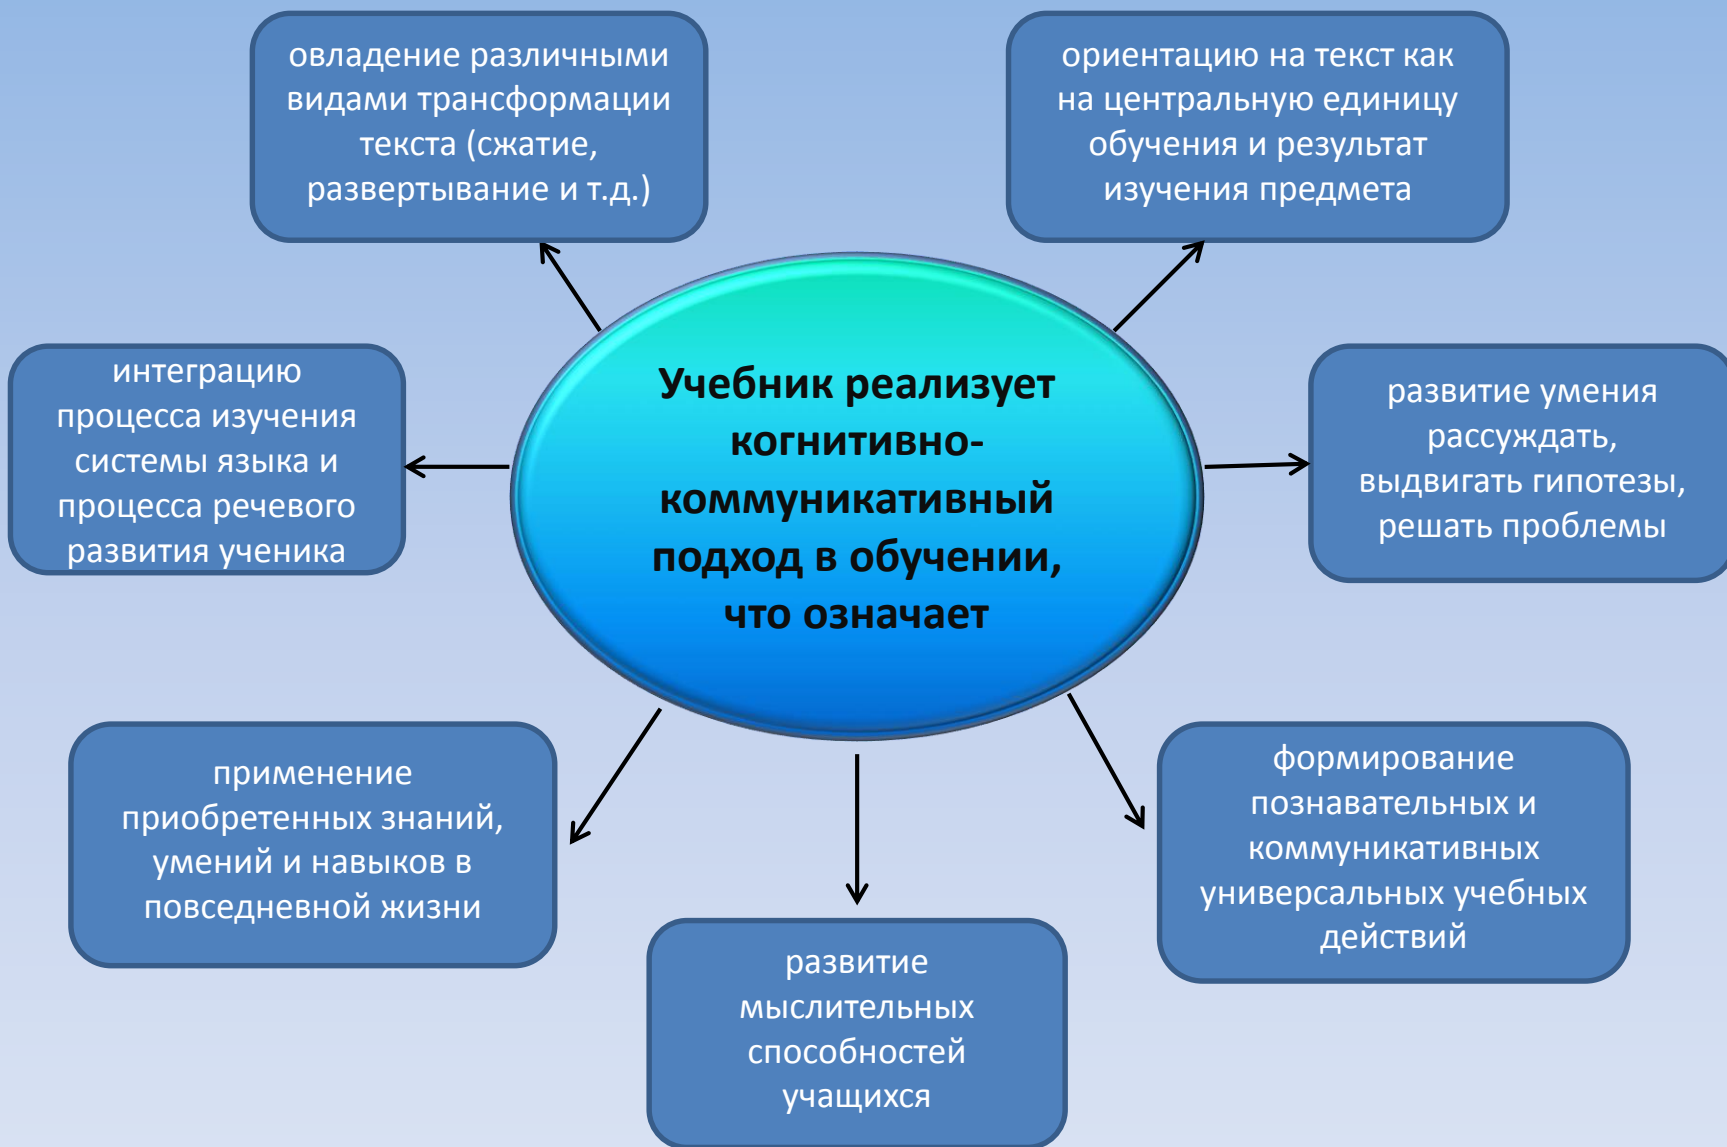 овладение различными
видами трансформации
текста (сжатие,
развертывание и т.д.)
ориентацию на текст как
на центральную единицу
обучения и результат
изучения предмета
интеграцию
процесса изучения
системы языка и
процесса речевого
развития ученика
Учебник реализует
когнитивно-
коммуникативный
подход в обучении,
что означает
развитие умения
рассуждать,
выдвигать гипотезы,
решать проблемы
применение
приобретенных знаний,
умений и навыков в
повседневной жизни
развитие
мыслительных
способностей
учащихся
формирование
познавательных и
коммуникативных
универсальных учебных
действий